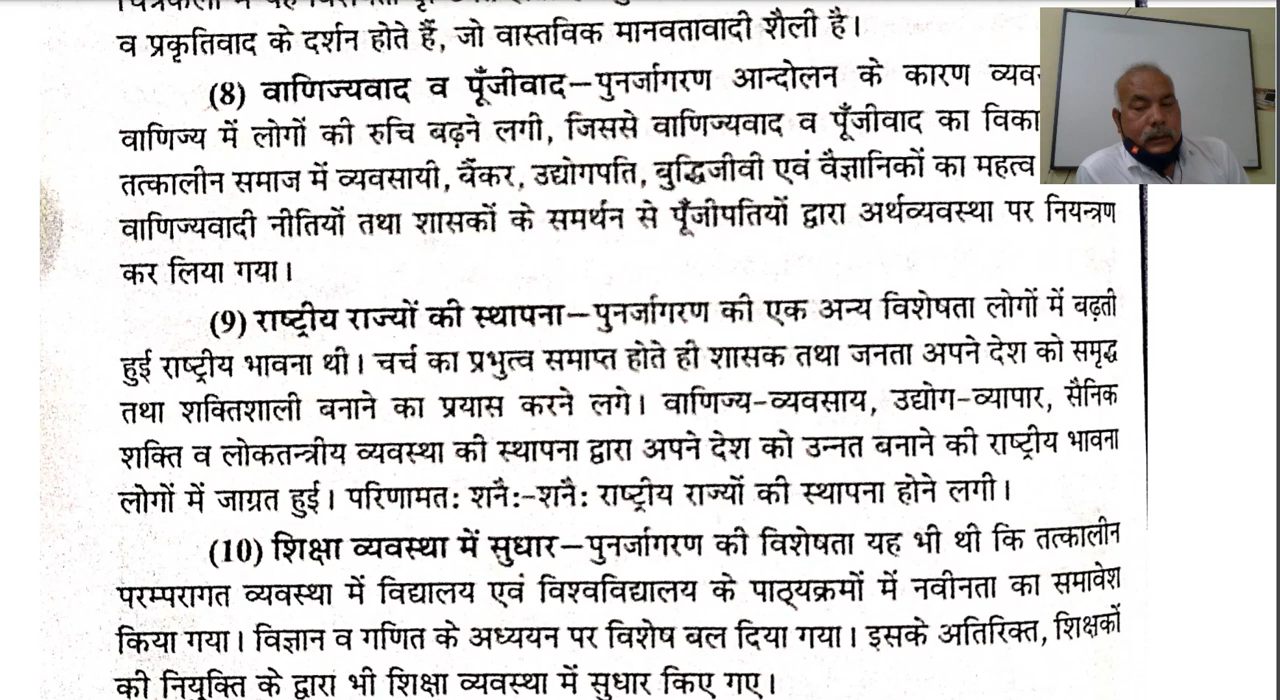 व प्रकृतिवाद के दर्शन होते हैं, जो वास्तविक मानवतावादी शैली है।
(8) वाणिज्यवाद व पूँजीवाद—पुनर्जागरण आन्दोलन के कारण
वाणिज्य में लोगों की रुचि बढ़ने लगी, जिससे वाणिज्यवाद व पूँजीवाद का
तत्कालीन समाज में व्यवसायी, बैंकर, उद्योगपति, बुद्धिजीवी एवं वैज्ञानिकों का महत्व
वाणिज्यवादी नीतियों तथा शासकों के समर्थन से पूँजीपतियों द्वारा अर्थव्यवस्था पर नियन्त्रण
कर लिया गया।
(9) राष्ट्रीय राज्यों की स्थापना—पुनर्जागरण की एक अन्य विशेषता लोगों में बढ़ती
हुई राष्ट्रीय भावना थी। चर्च का प्रभुत्व समाप्त होते ही शासक तथा जनता अपने देश को समृद्ध
तथा शक्तिशाली बनाने का प्रयास करने लगे। वाणिज्य-व्यवसाय, उद्योग-व्यापार, सैनिक
शक्ति व लोकतन्त्रीय व्यवस्था की स्थापना द्वारा अपने देश को उन्नत बनाने की राष्ट्रीय भावना
लोगों में जाग्रत हुई। परिणामतः शनैः-शनैः राष्ट्रीय राज्यों की स्थापना होने लगी।
(10) शिक्षा व्यवस्था में सुधार—पुनर्जागरण की विशेषता यह भी थी कि तत्कालीन
परम्परागत व्यवस्था में विद्यालय एवं विश्वविद्यालय के पाठ्यक्रमों में नवीनता का समावेश
किया गया। विज्ञान व गणित के अध्ययन पर विशेष बल दिया गया। इसके अतिरिक्त, शिक्षकों
की नियुक्ति के द्वारा भी शिक्षा व्यवस्था में सुधार किए गए।